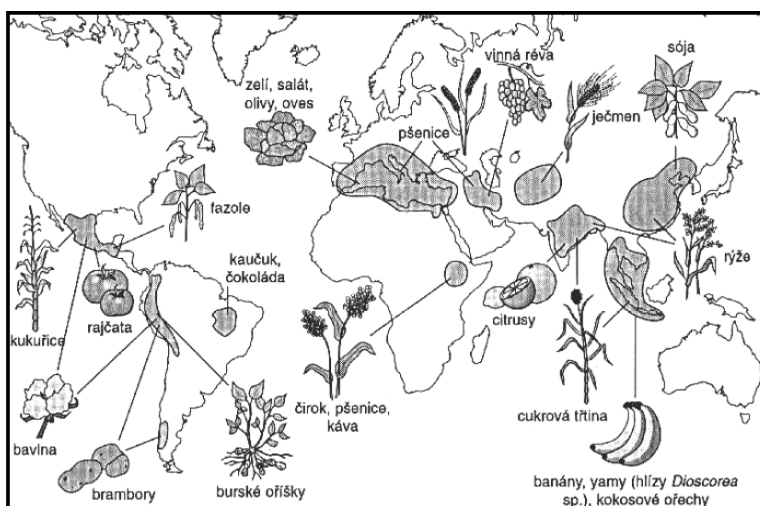 zelí, salát,
olivy, oves
pšenice
vinná réva
ječmen
sója
fazole
kukuřice
rajčata
kaučuk,
čokoláda
rýže
citrusy
bavlna
brambory
burské oříšky
čirok, pšenice,
káva
cukrová třtina
banány, yamy (hlízy Dioscorea
sp.), kokosové ořechy